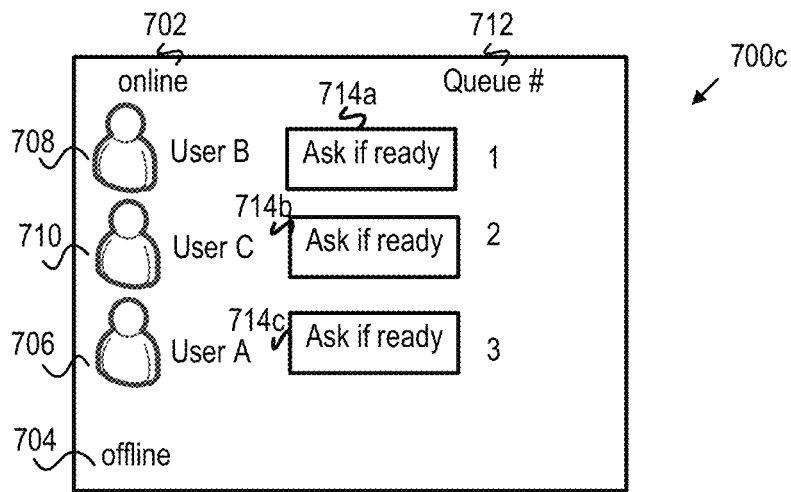 702
712
700c
online
Queue #
714a
708
User B
Ask if ready
1
714b
710
User C
Ask if ready
2
714c
706
User A
Ask if ready
3
704
offline